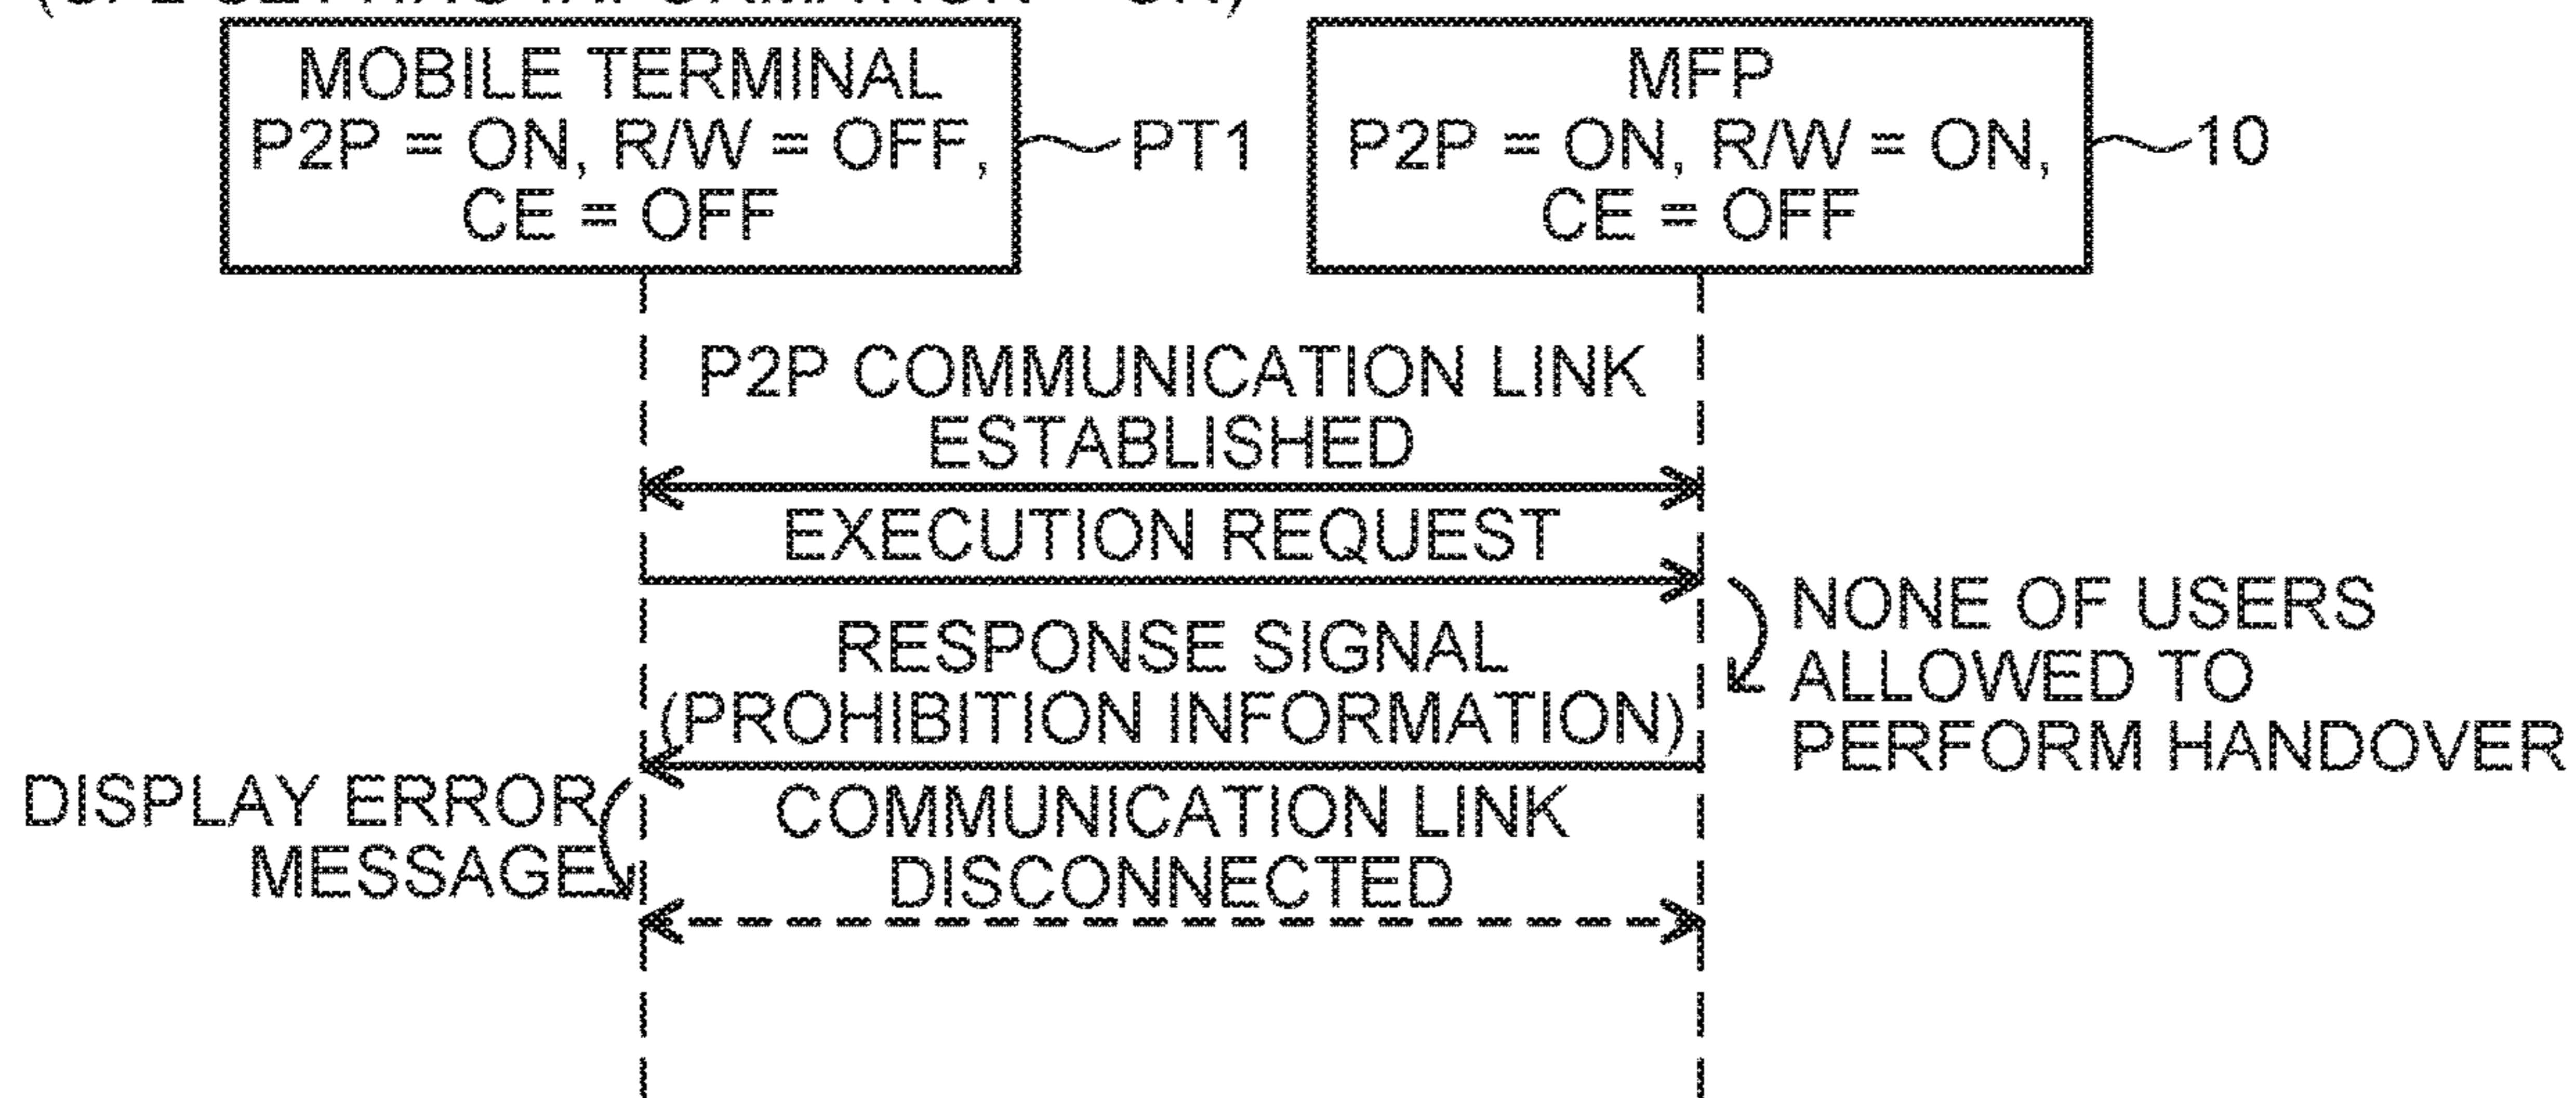 MOBILE TERMINAL
P2P = ON, R/W = OFF,
CE = OFF
PT1
MFP
P2P = ON, R/W = ON,
CE = OFF
10
P2P COMMUNICATION LINK
ESTABLISHED
EXECUTION REQUEST
NONE OF USERS
ALLOWED TO
PERFORM HANDOVER
RESPONSE SIGNAL
(PROHIBITION INFORMATION)
DISPLAY ERROR
MESSAGE
COMMUNICATION LINK
DISCONNECTED